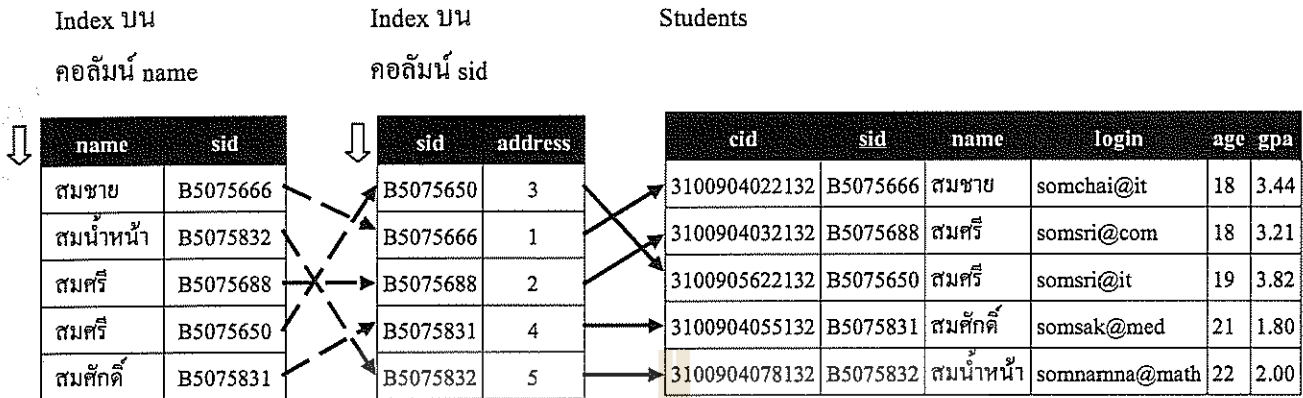 Index บน
คอลัมน์ name
Index บน
คอลัมน์ sid
Students
name sid
สมชาย B5075666
สมน้ำหน้า B5075832
สมศรี B5075688
สมศรี B5075650
สมศักดิ์ B5075831
sid address
B5075650 3
B5075666 1
B5075688 2
B5075831 4
B5075832 5
cid sid name login age gpa
3100904022132 B5075666 สมชาย somchai@it 18 3.44
3100904032132 B5075688 สมศรี somsri@com 18 3.21
3100905622132 B5075650 สมศรี somsri@it 19 3.82
3100904055132 B5075831 สมศักดิ์ somsak@med 21 1.80
3100904078132 B5075832 สมน้ำหน้า somnamna@math 22 2.00